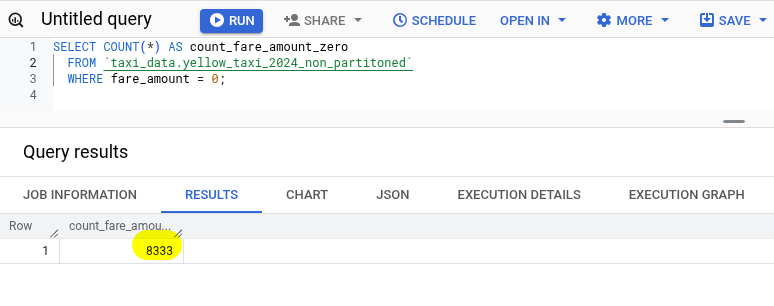 Untitled query RUN SHARE SCHEDULE OPEN IN MORE SAVE
1 SELECT COUNT(*) AS count_fare_amount_zero
2 FROM `taxi_data.yellow_taxi_2024_non_partitoned`
3 WHERE fare_amount = 0;
4
Query results
JOB INFORMATION RESULTS CHART JSON EXECUTION DETAILS EXECUTION GRAPH
Row count_fare_amou...
1 8333